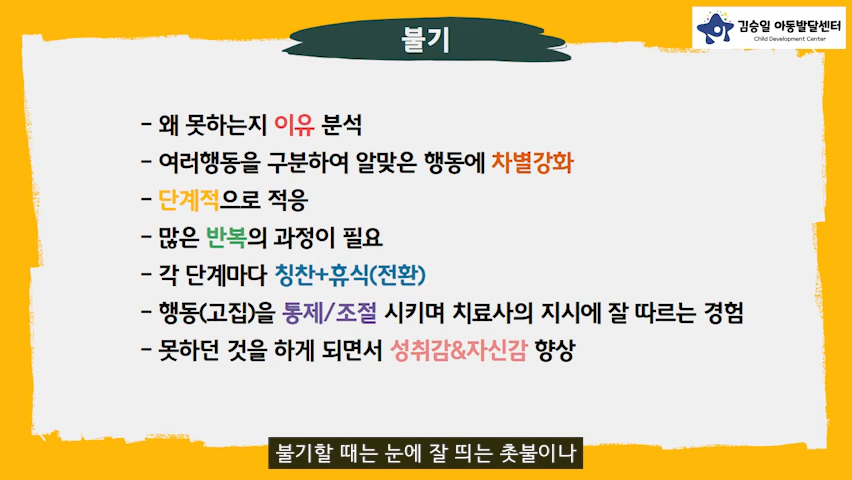 불기
김승일 아동발달센터
Child Development Center
- 왜 못하는지 이유 분석
- 여러행동을 구분하여 알맞은 행동에 차별강화
- 단계적으로 적응
- 많은 반복의 과정이 필요
- 각 단계마다 칭찬+휴식(전환)
- 행동(고집)을 통제/조절 시키며 치료사의 지시에 잘 따르는 경험
- 못하던 것을 하게 되면서 성취감&자신감 향상
불기할 때는 눈에 잘 띄는 촛불이나